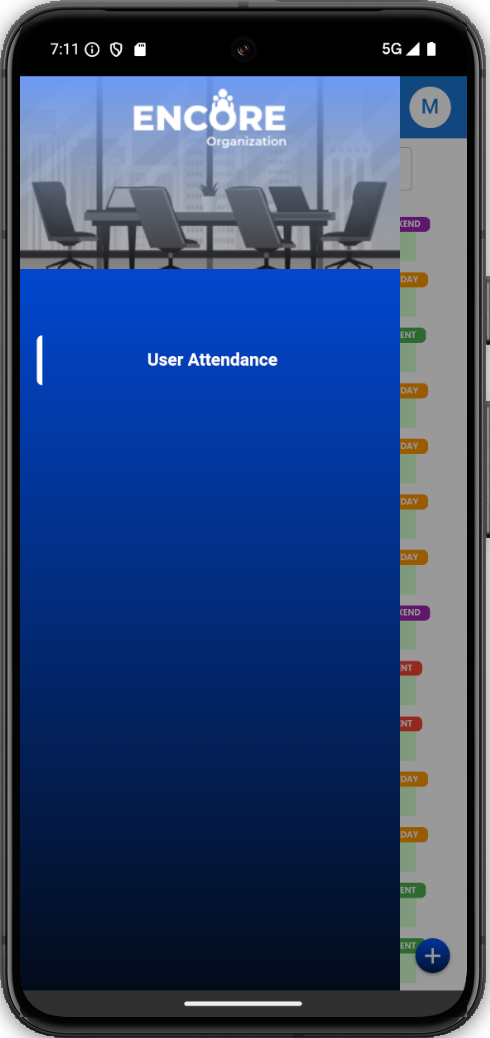 7:11
5G
ENCORE
Organization
M
KEND
DAY
User Attendance
ENT
DAY
DAY
DAY
DAY
KEND
NT
NT
DAY
DAY
ENT
ENT
+